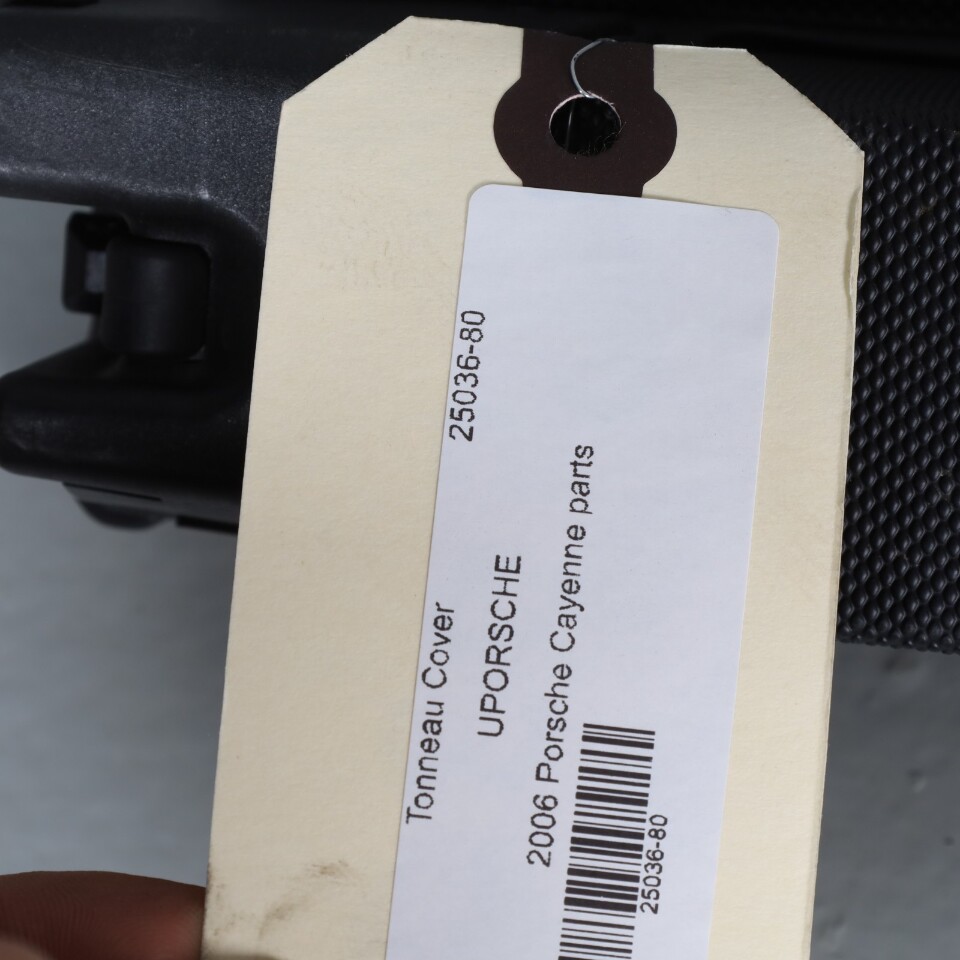 Tonneau Cover 25036-80
UPORSCHE
2006 Porsche Cayenne parts
25036-80